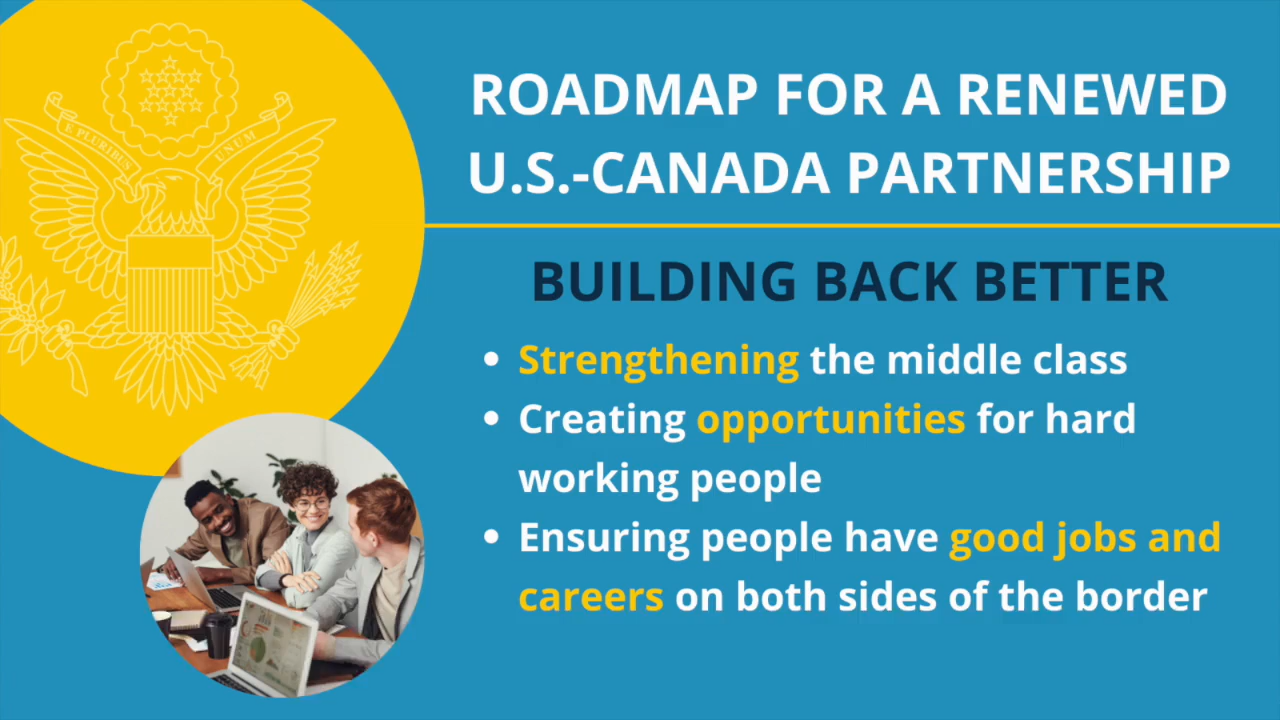 E PLURIBUS UNUM
ROADMAP FOR A RENEWED
U.S.-CANADA PARTNERSHIP
BUILDING BACK BETTER
• Strengthening the middle class
• Creating opportunities for hard
working people
• Ensuring people have good jobs and
careers on both sides of the border